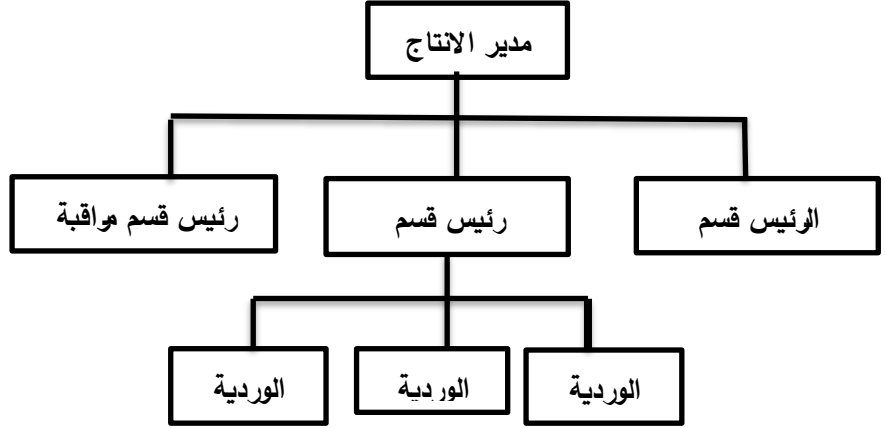 مدير الانتاج
الرئيس قسم
رئيس قسم
رئيس قسم مراقبة
الوردية
الوردية
الوردية